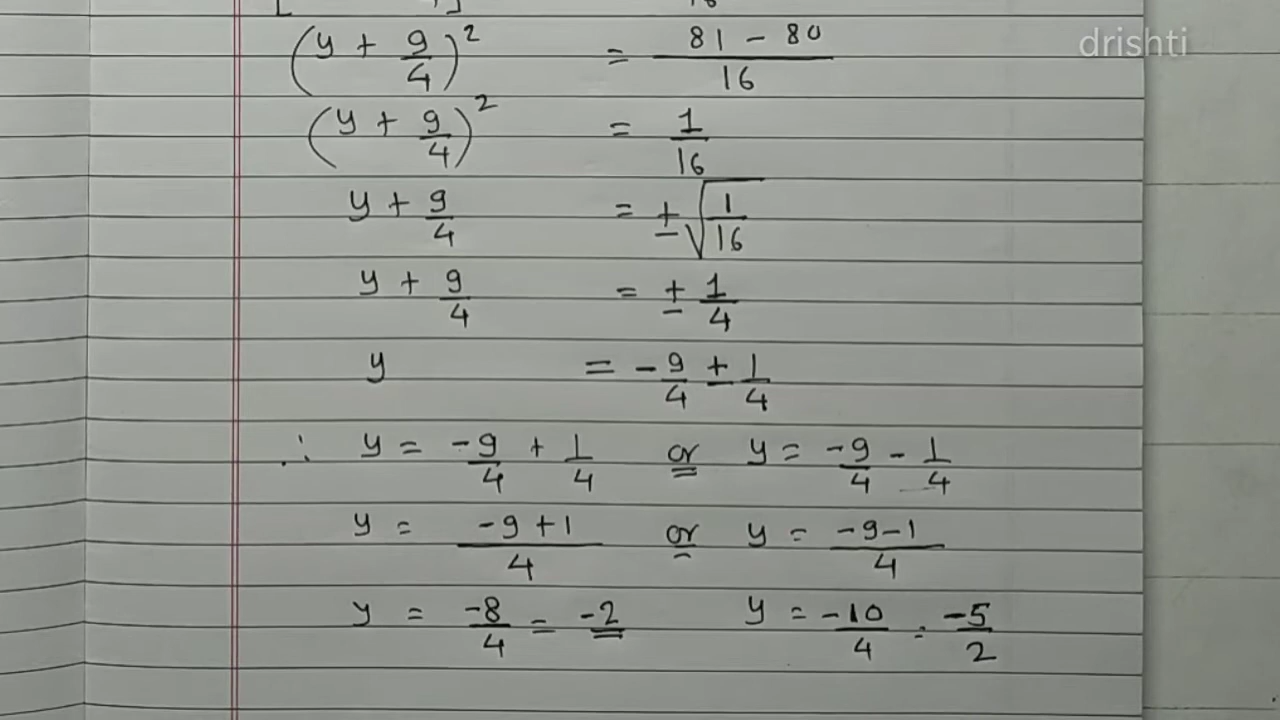 drishti
(y + 9/4)² = 81 - 80 / 16
(y + 9/4)² = 1/16
y + 9/4 = ± √1/16
y + 9/4 = ± 1/4
y = - 9/4 ± 1/4
∴ y = -9/4 + 1/4 or y = -9/4 - 1/4
y = -9+1 / 4 or y = -9-1 / 4
y = -8/4 = -2 y = -10/4 = -5/2